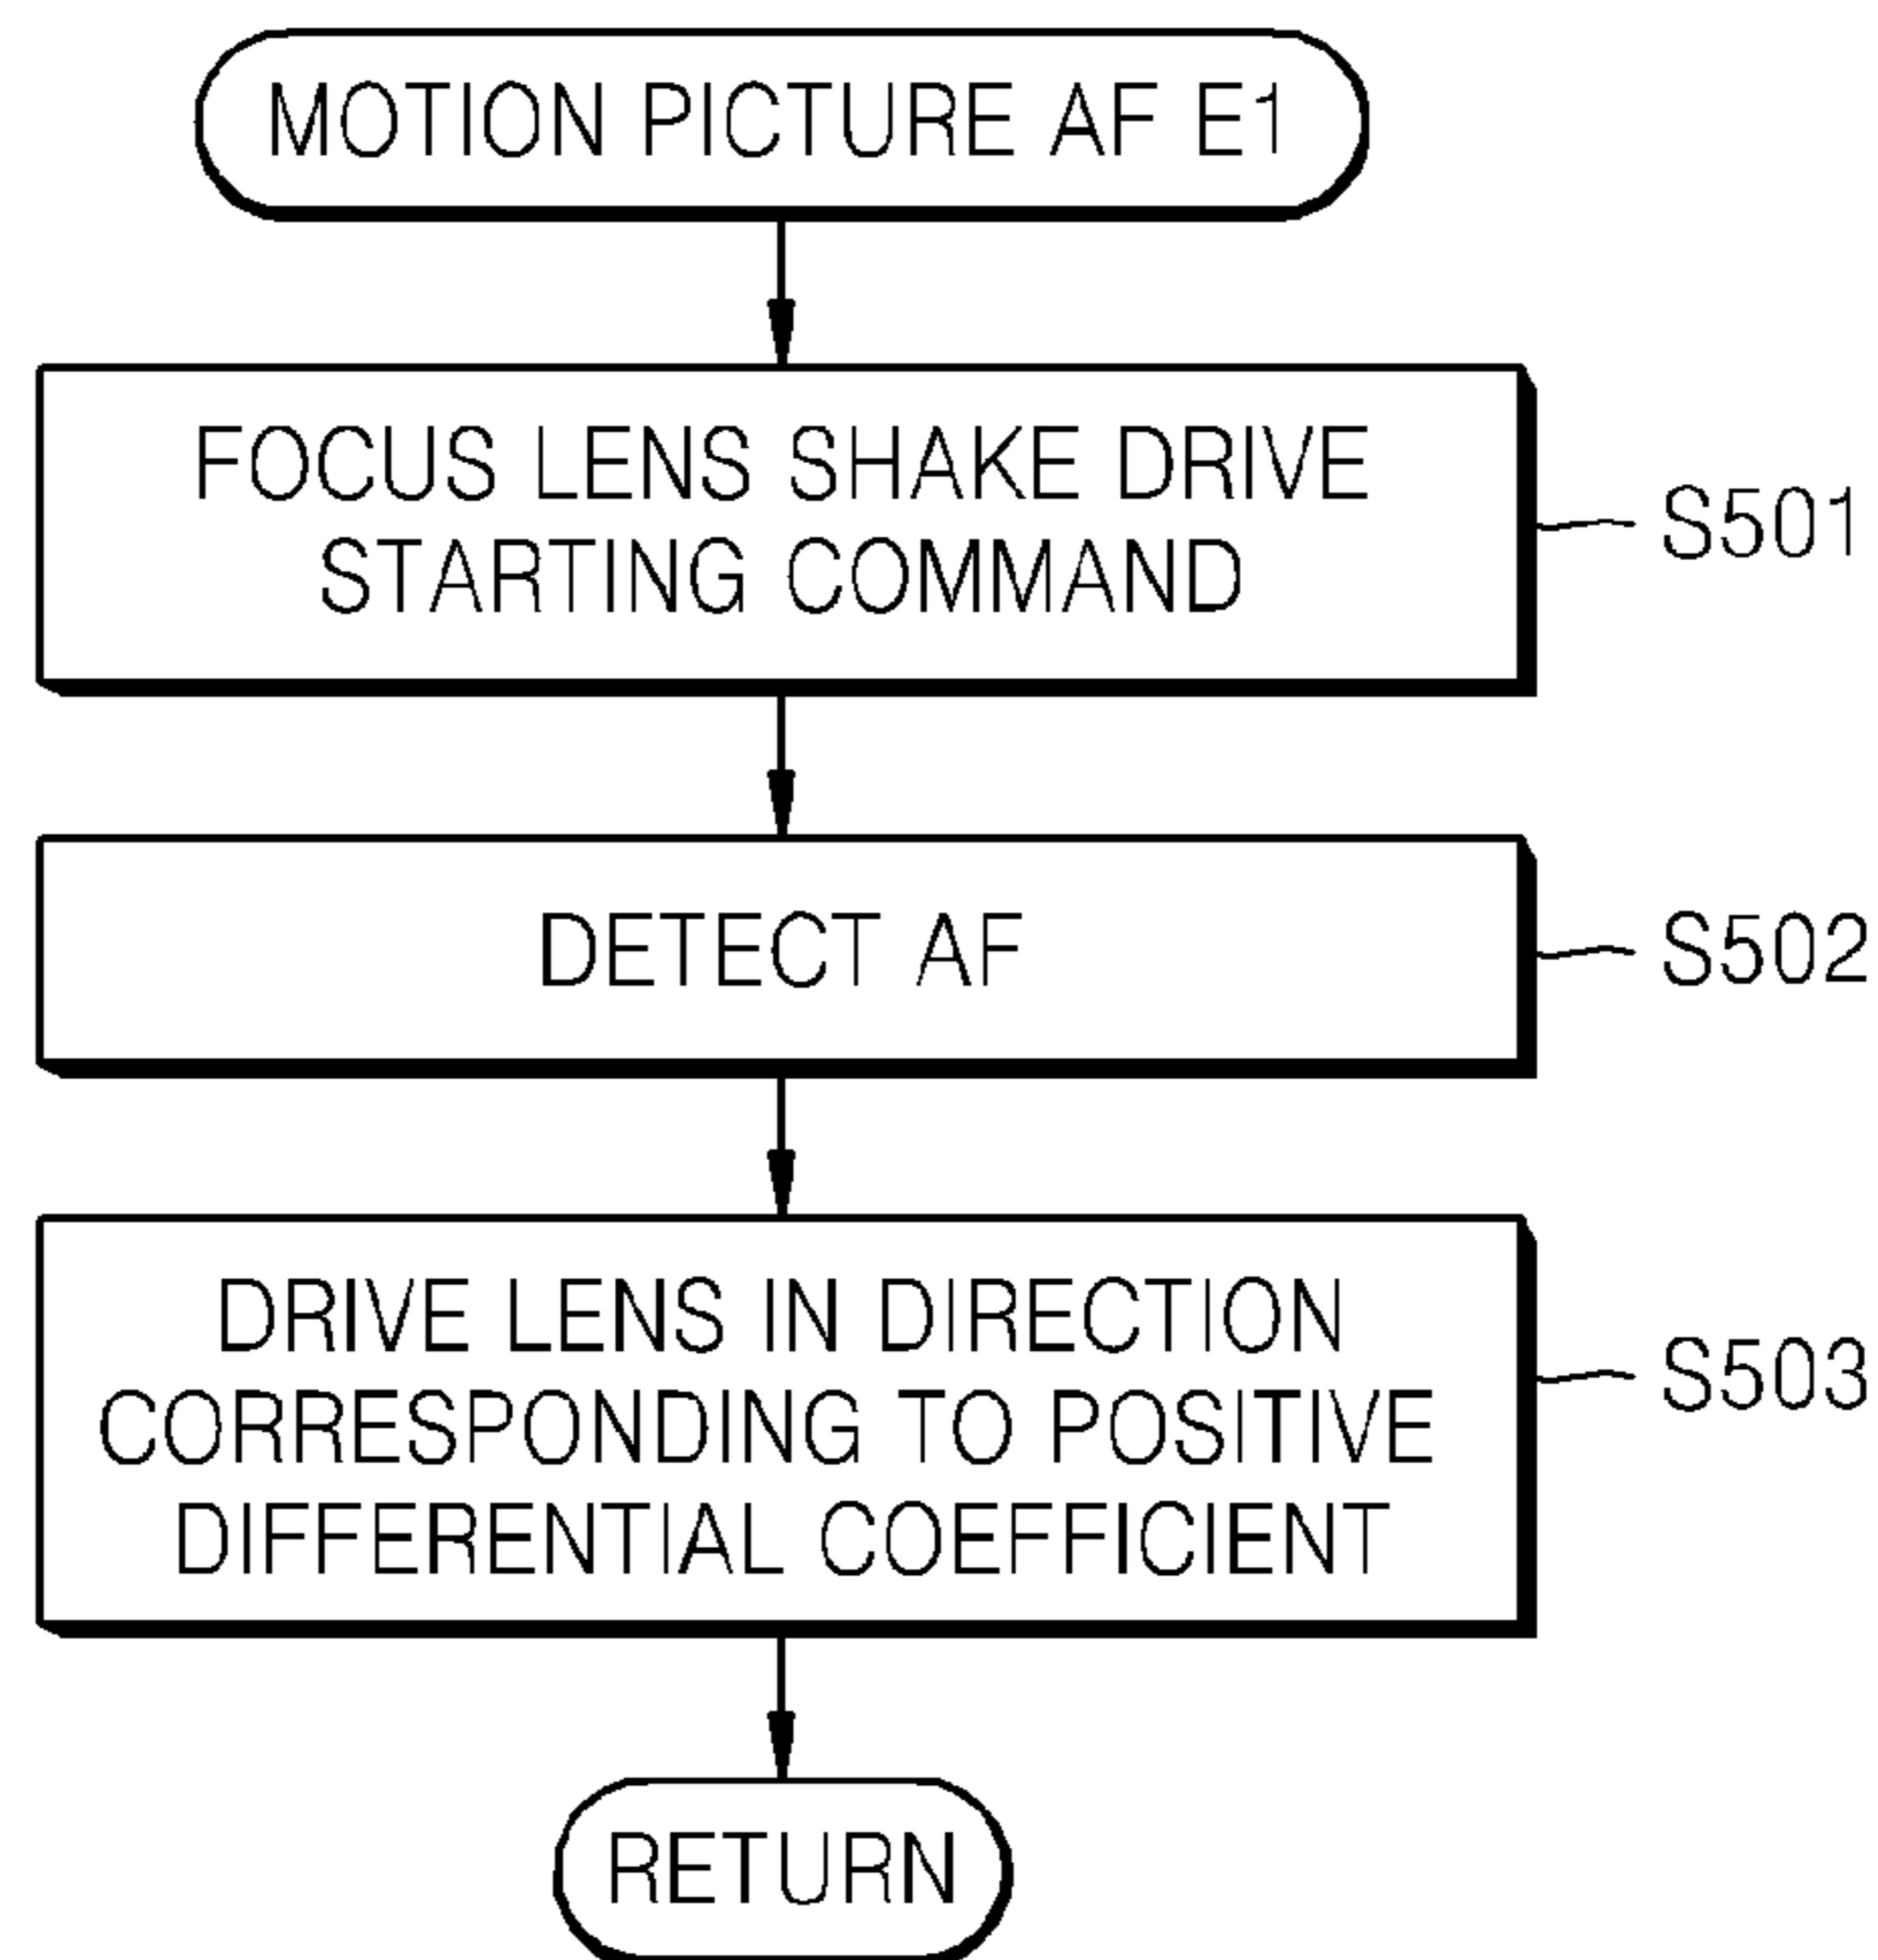 MOTION PICTURE AF E1
FOCUS LENS SHAKE DRIVE
STARTING COMMAND
S501
DETECT AF
S502
DRIVE LENS IN DIRECTION
CORRESPONDING TO POSITIVE
DIFFERENTIAL COEFFICIENT
S503
RETURN